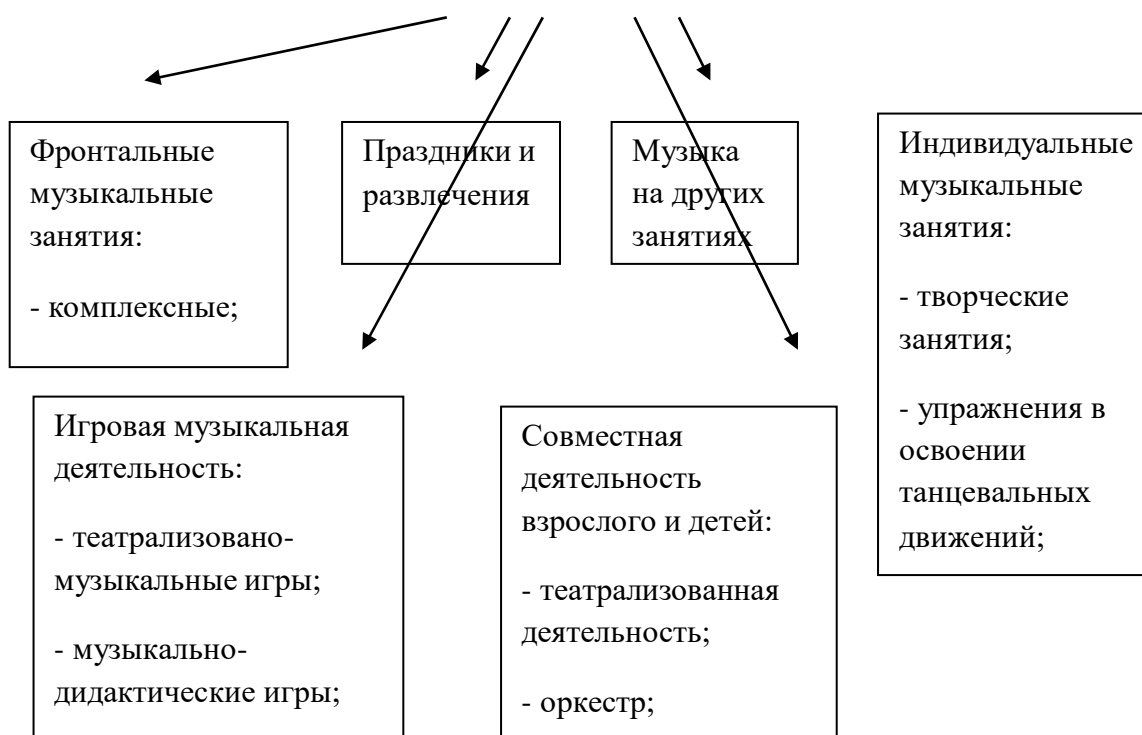 Фронтальные
музыкальные
занятия:
- комплексные;
Праздники и
развлечения
Музыка
на других
занятиях
Индивидуальные
музыкальные
занятия:
- творческие
занятия;
- упражнения в
освоении
танцевальных
движений;
Игровая музыкальная
деятельность:
- театрализовано-
музыкальные игры;
- музыкально-
дидактические игры;
Совместная
деятельность
взрослого и детей:
- театрализованная
деятельность;
- оркестр;